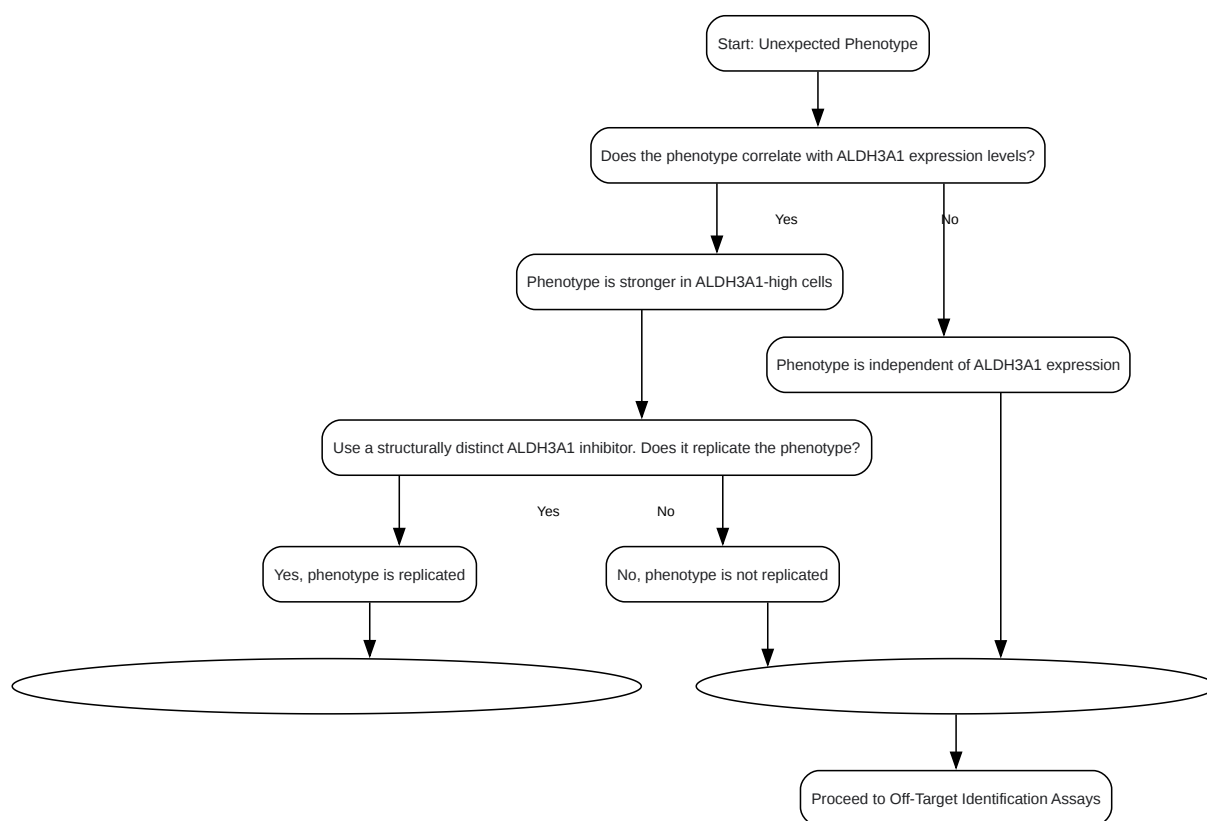 Start: Unexpected Phenotype
Does the phenotype correlate with ALDH3A1 expression levels?
Yes
No
Phenotype is stronger in ALDH3A1-high cells
Phenotype is independent of ALDH3A1 expression
Use a structurally distinct ALDH3A1 inhibitor. Does it replicate the phenotype?
Yes
No
Yes, phenotype is replicated
No, phenotype is not replicated
Proceed to Off-Target Identification Assays